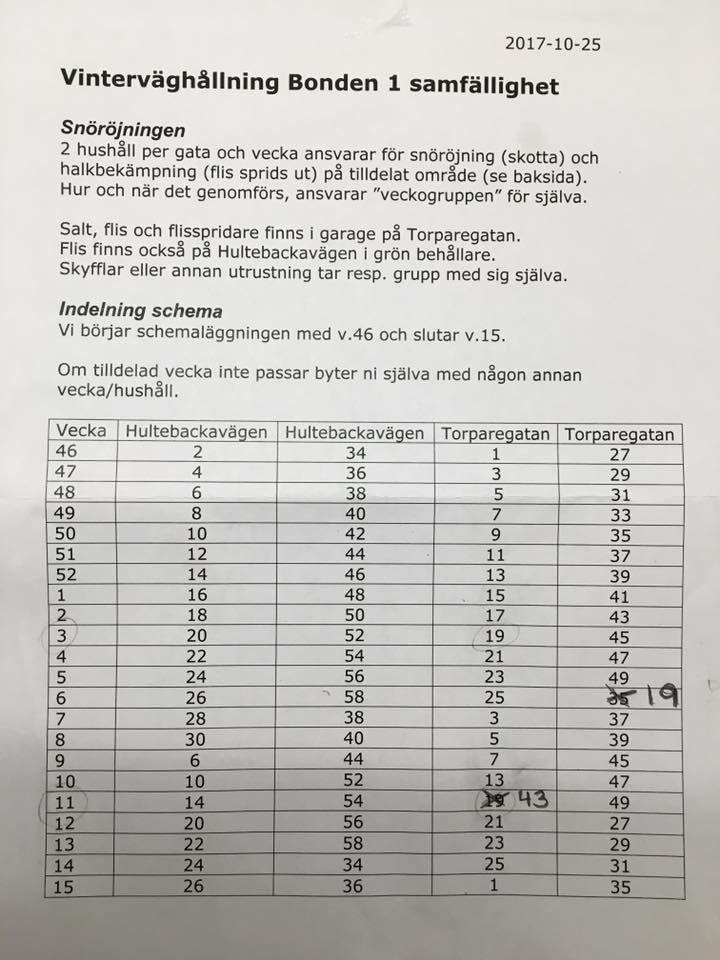 2017-10-25
Vinterväghållning Bonden 1 samfällighet
Snöröjningen
2 hushåll per gata och vecka ansvarar för snöröjning (skotta) och
halkbekämpning (flis sprids ut) på tilldelat område (se baksida).
Hur och när det genomförs, ansvarar ”veckogruppen” för själva.
Salt, flis och flisspridare finns i garage på Torparegatan.
Flis finns också på Hultebackavägen i grön behållare.
Skyfflar eller annan utrustning tar resp. grupp med sig själva.
Indelning schema
Vi börjar schemaläggningen med v.46 och slutar v.15.
Om tilldelad vecka inte passar byter ni själva med någon annan
vecka/hushåll.
Vecka Hultebackavägen Hultebackavägen Torparegatan Torparegatan
46 2 34 1 27
47 4 36 3 29
48 6 38 5 31
49 8 40 7 33
50 10 42 9 35
51 12 44 11 37
52 14 46 13 39
1 16 48 15 41
2 18 50 17 43
3 20 52 19 45
4 22 54 21 47
5 24 56 23 49
6 26 58 25 35 19
7 28 38 3 37
8 30 40 5 39
9 6 44 7 45
10 10 52 13 47
11 14 54 19 43 49
12 20 56 21 27
13 22 58 23 29
14 24 34 25 31
15 26 36 1 35